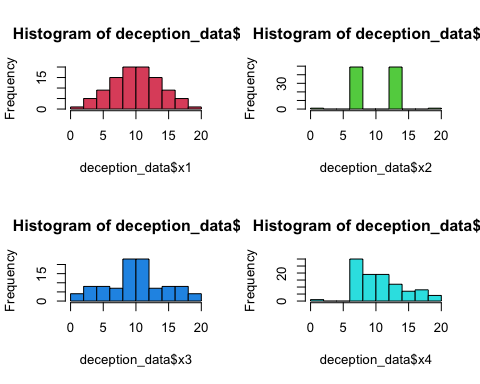 Histogram of deception_data$
Frequency
15
0
0 5 10 15 20
deception_data$x1
Histogram of deception_data$
Frequency
30
0
0 5 10 15 20
deception_data$x2
Histogram of deception_data$
Frequency
15
0
0 5 10 15 20
deception_data$x3
Histogram of deception_data$
Frequency
20
0
0 5 10 15 20
deception_data$x4